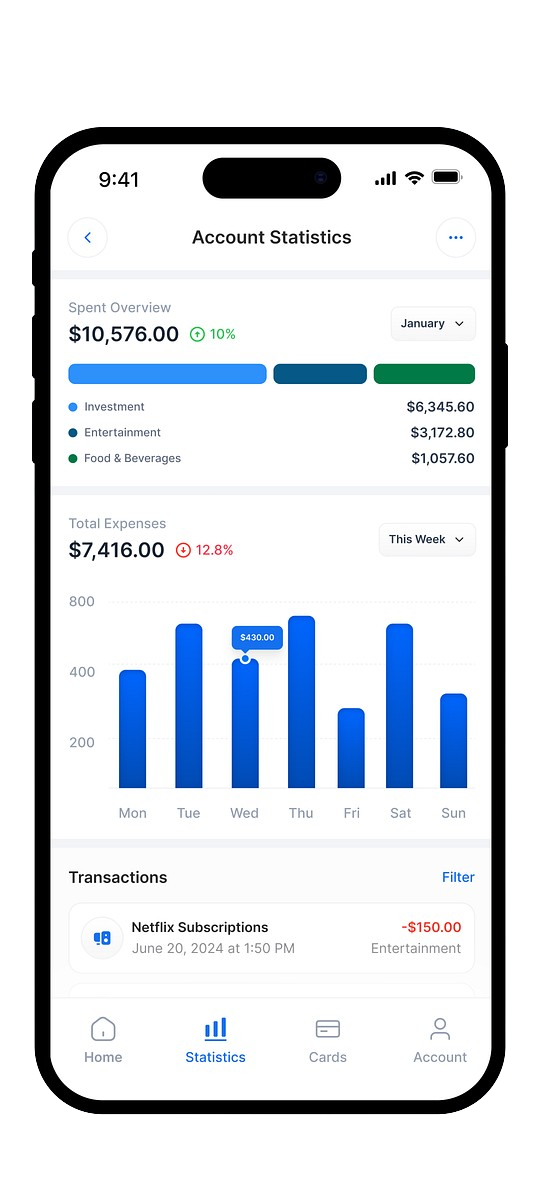 9:41
Account Statistics
Spent Overview
$10,576.00 10%
January
Investment $6,345.60
Entertainment $3,172.80
Food & Beverages $1,057.60
Total Expenses
$7,416.00 12.8%
This Week
800
400
200
$430.00
Mon Tue Wed Thu Fri Sat Sun
Transactions Filter
Netflix Subscriptions -$150.00
June 20, 2024 at 1:50 PM Entertainment
Home Statistics Cards Account